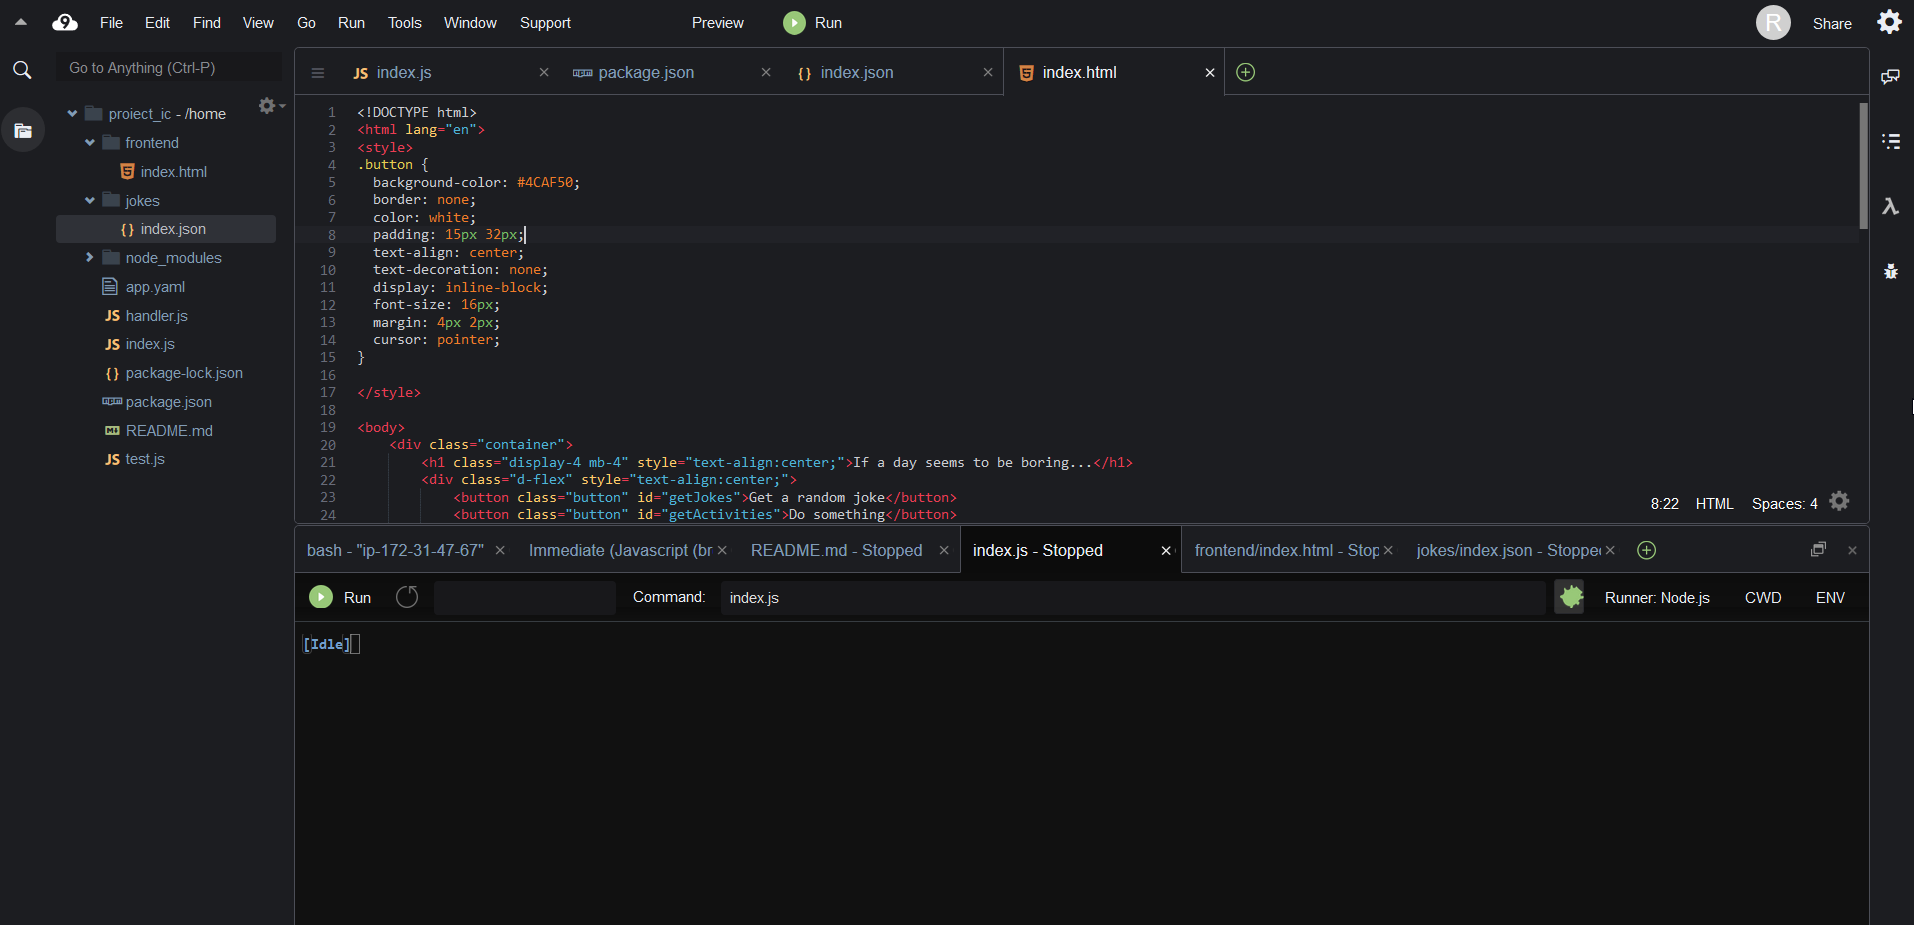 9 File Edit Find View Go Run Tools Window Support Preview Run R Share
Go to Anything (Ctrl-P)
JS index.js × package.json × {} index.json × index.html ×
proiect_ic - /home
frontend
index.html
jokes
{} index.json
node_modules
app.yaml
JS handler.js
JS index.js
{} package-lock.json
package.json
README.md
JS test.js
1 <!DOCTYPE html>
2 <html lang="en">
3 <style>
4 .button {
5 background-color: #4CAF50;
6 border: none;
7 color: white;
8 padding: 15px 32px;
9 text-align: center;
10 text-decoration: none;
11 display: inline-block;
12 font-size: 16px;
13 margin: 4px 2px;
14 cursor: pointer;
15 }
16
17 </style>
18
19 <body>
20 <div class="container">
21 <h1 class="display-4 mb-4" style="text-align:center;">If a day seems to be boring...</h1>
22 <div class="d-flex" style="text-align:center;">
23 <button class="button" id="getJokes">Get a random joke</button>
24 <button class="button" id="getActivities">Do something</button>
8:22 HTML Spaces: 4
bash - "ip-172-31-47-67" × Immediate (Javascript (br × README.md - Stopped × index.js - Stopped × frontend/index.html - Stop × jokes/index.json - Stoppe ×
Run Command: index.js Runner: Node.js CWD ENV
[Idle]